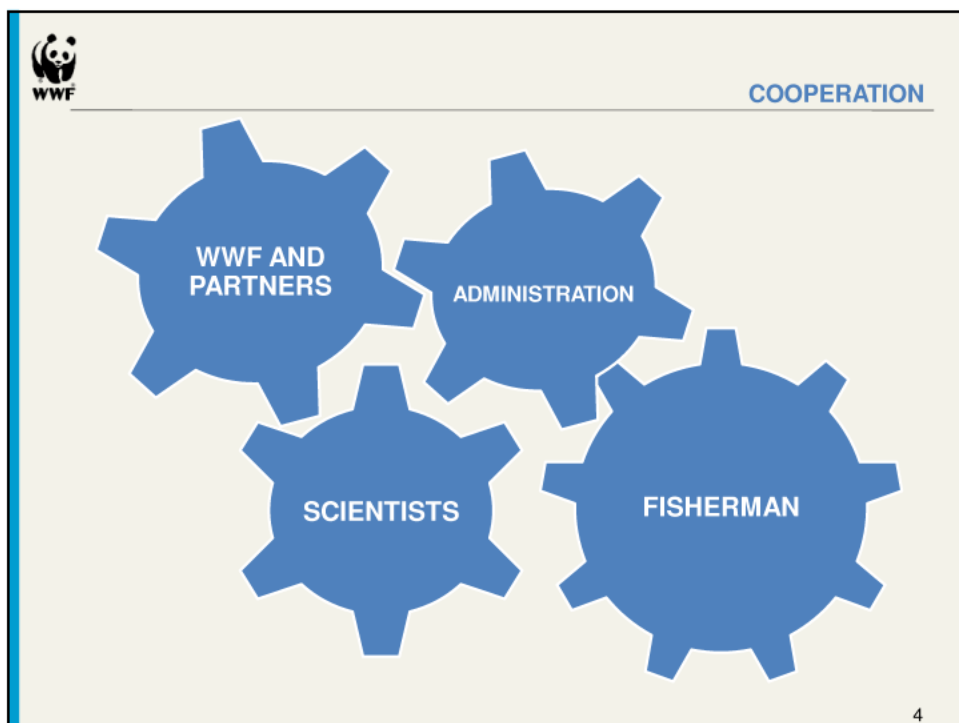 WWF
COOPERATION
WWF AND
PARTNERS
ADMINISTRATION
SCIENTISTS
FISHERMAN
4